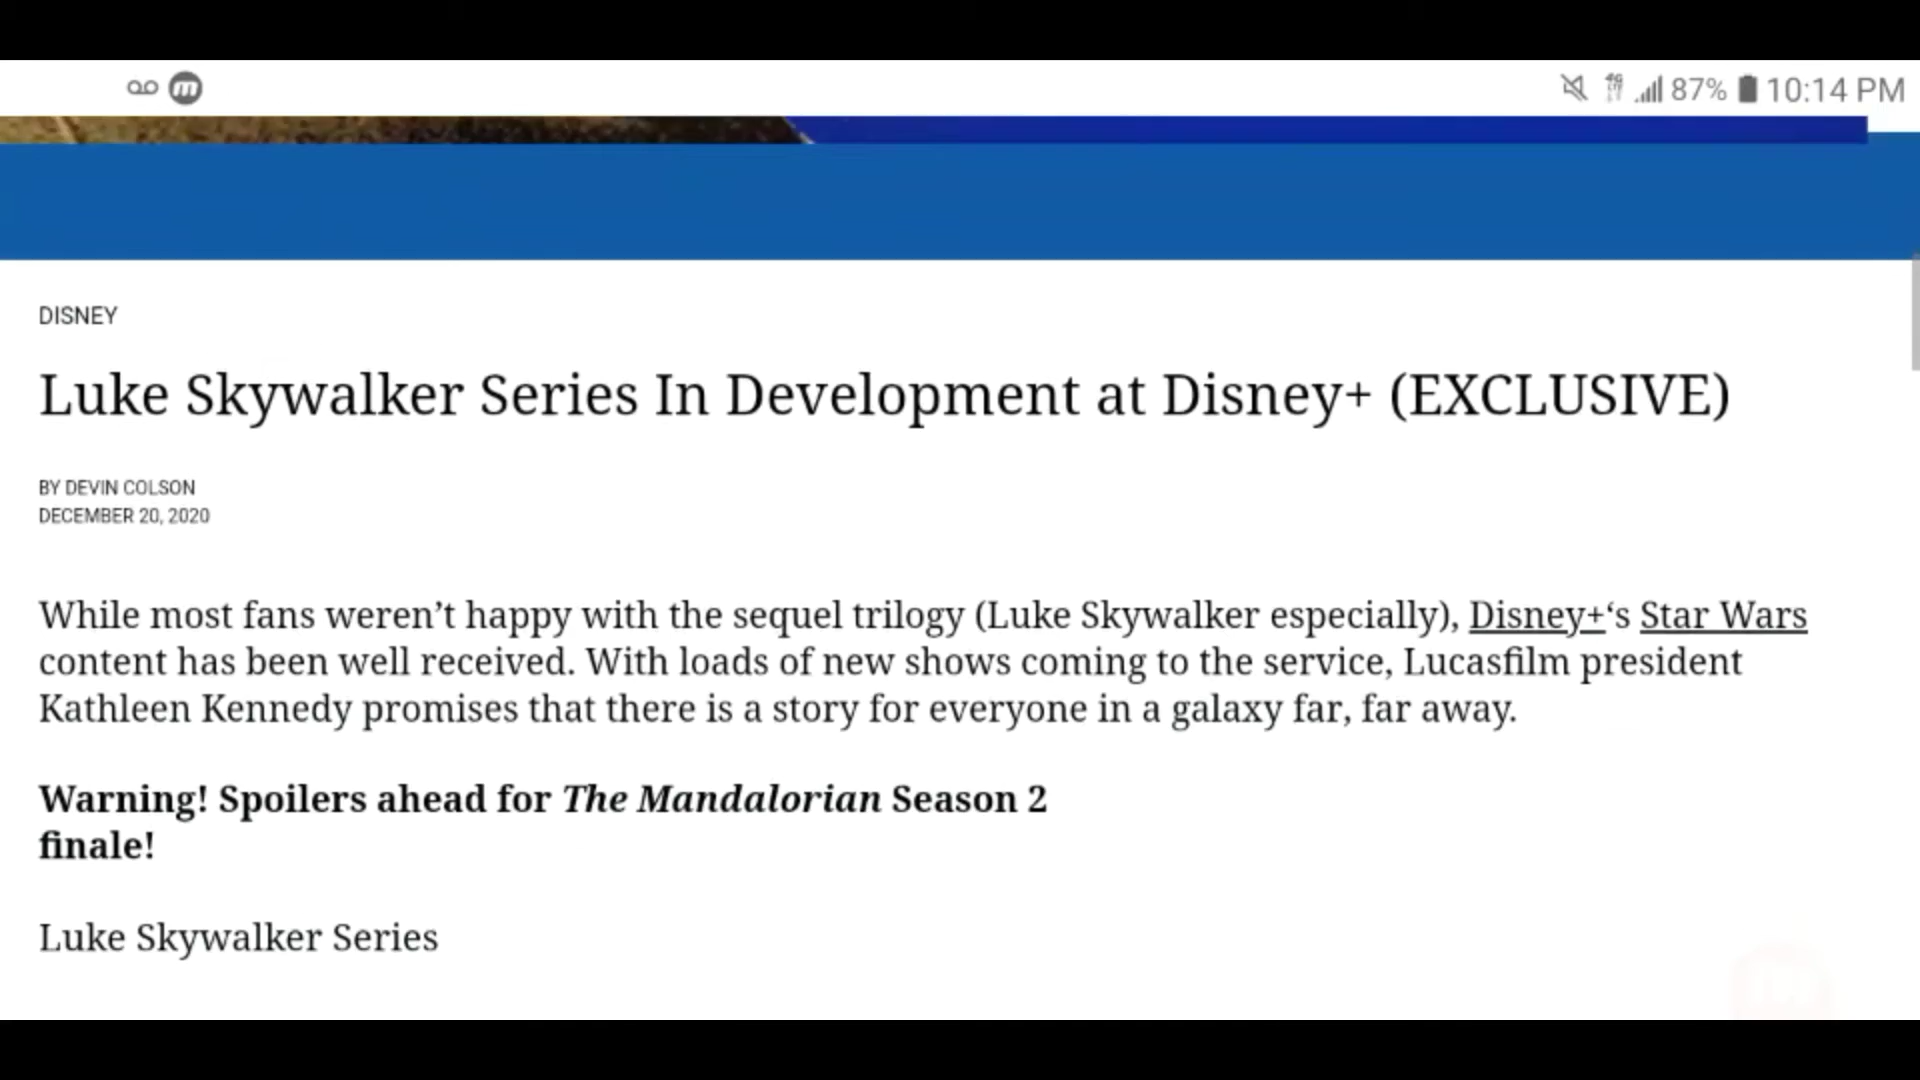 87% 10:14 PM
DISNEY
Luke Skywalker Series In Development at Disney+ (EXCLUSIVE)
BY DEVIN COLSON
DECEMBER 20, 2020
While most fans weren’t happy with the sequel trilogy (Luke Skywalker especially), Disney+‘s Star Wars
content has been well received. With loads of new shows coming to the service, Lucasfilm president
Kathleen Kennedy promises that there is a story for everyone in a galaxy far, far away.
Warning! Spoilers ahead for The Mandalorian Season 2
finale!
Luke Skywalker Series